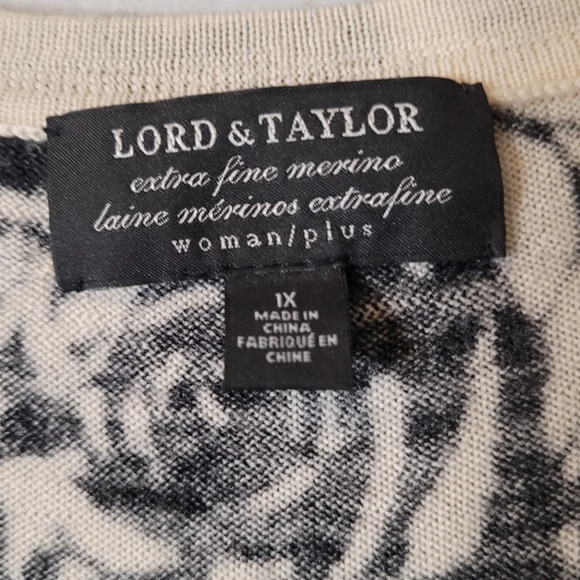 LORD & TAYLOR
extra fine merino
laine mérinos extrafine
woman/plus
1X
MADE IN
CHINA
FABRIQUÉ EN
CHINE